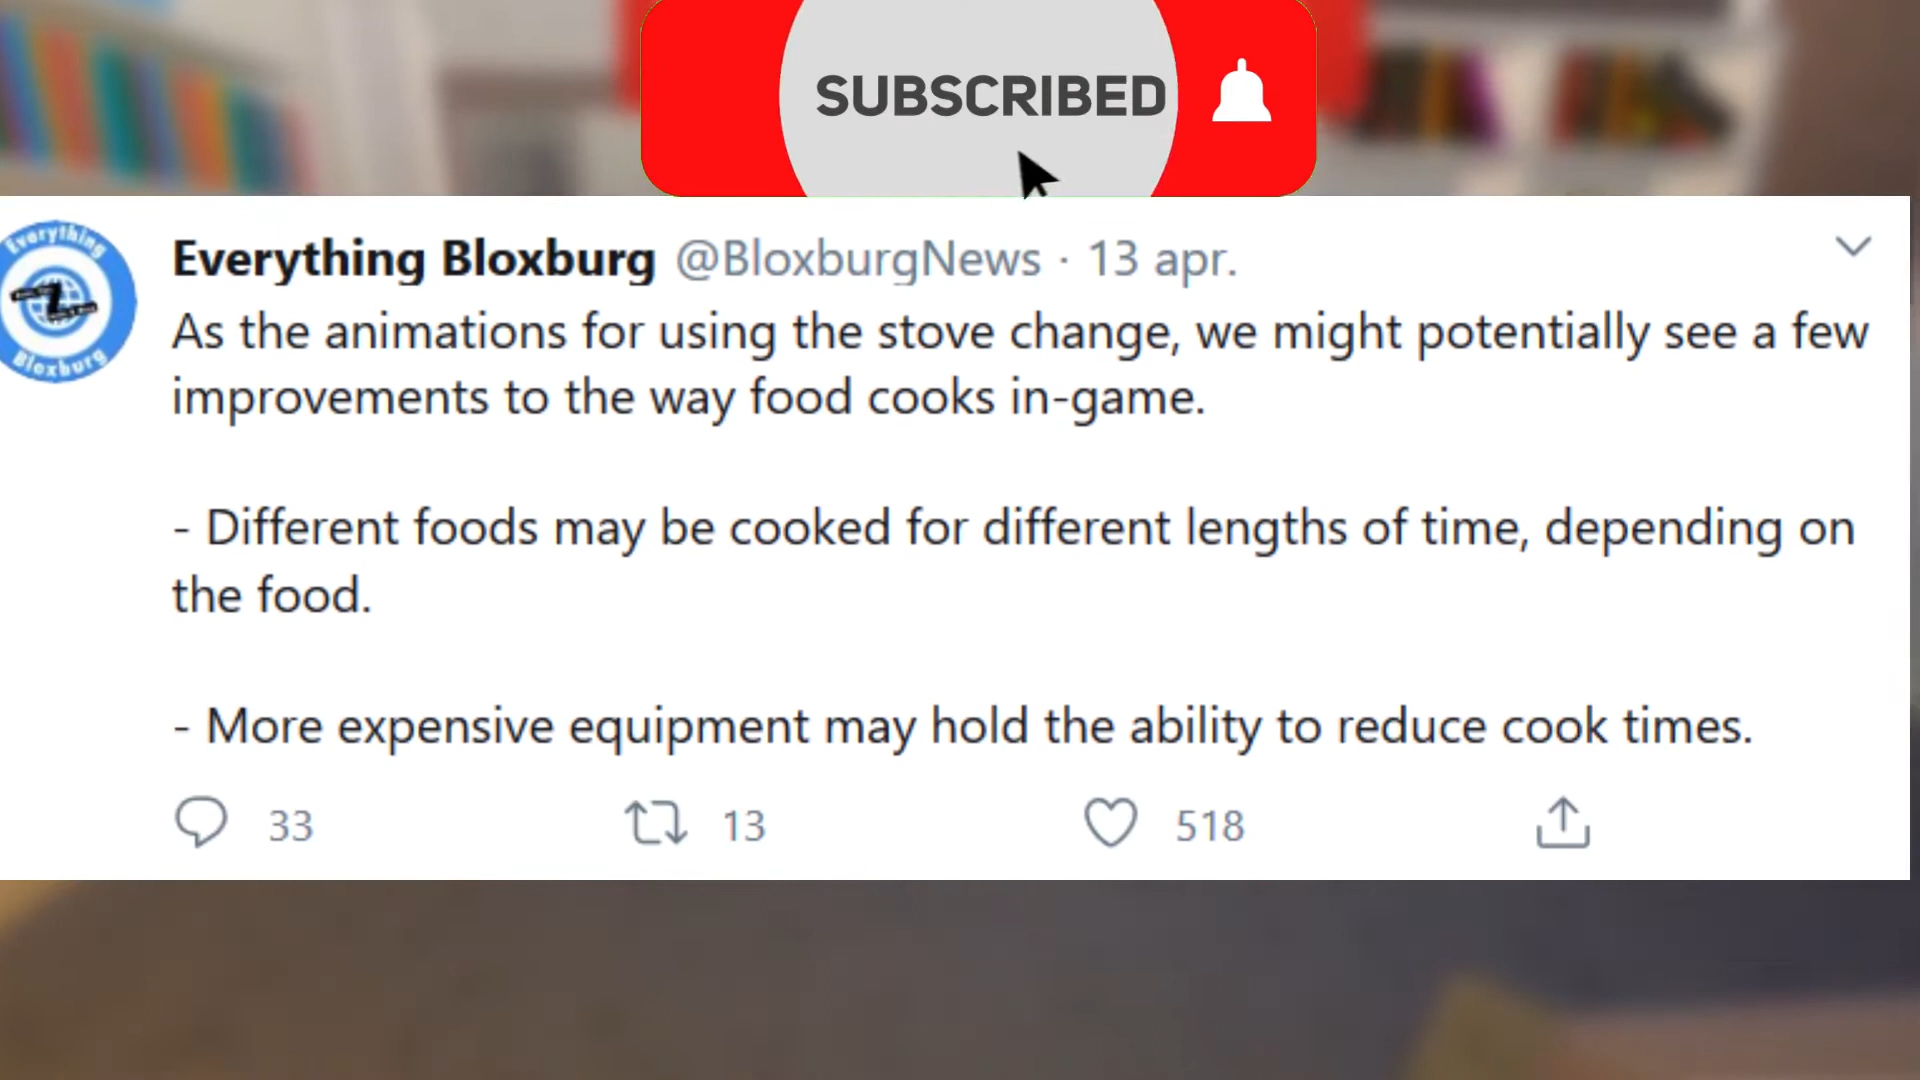 SUBSCRIBED
Everything Bloxburg @BloxburgNews · 13 apr.
Everything
Bloxburg
As the animations for using the stove change, we might potentially see a few
improvements to the way food cooks in-game.
- Different foods may be cooked for different lengths of time, depending on
the food.
- More expensive equipment may hold the ability to reduce cook times.
33 13 518